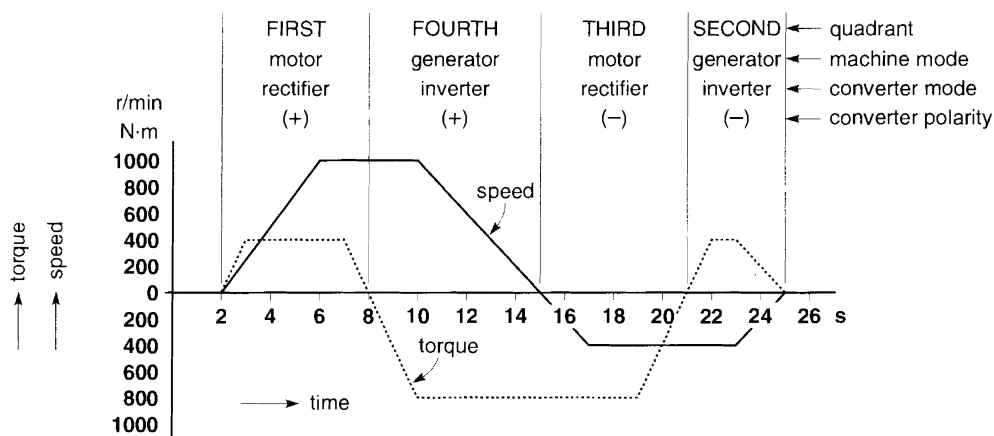 FIRST FOURTH THIRD SECOND quadrant
motor generator motor generator machine mode
rectifier inverter rectifier inverter converter mode
(+) (+) (−) (−) converter polarity
r/min
N·m
1000
800
600
400
200
0
200
400
600
800
1000
torque
speed
speed
torque
2 4 6 8 10 12 14 16 18 20 22 24 26 s
time